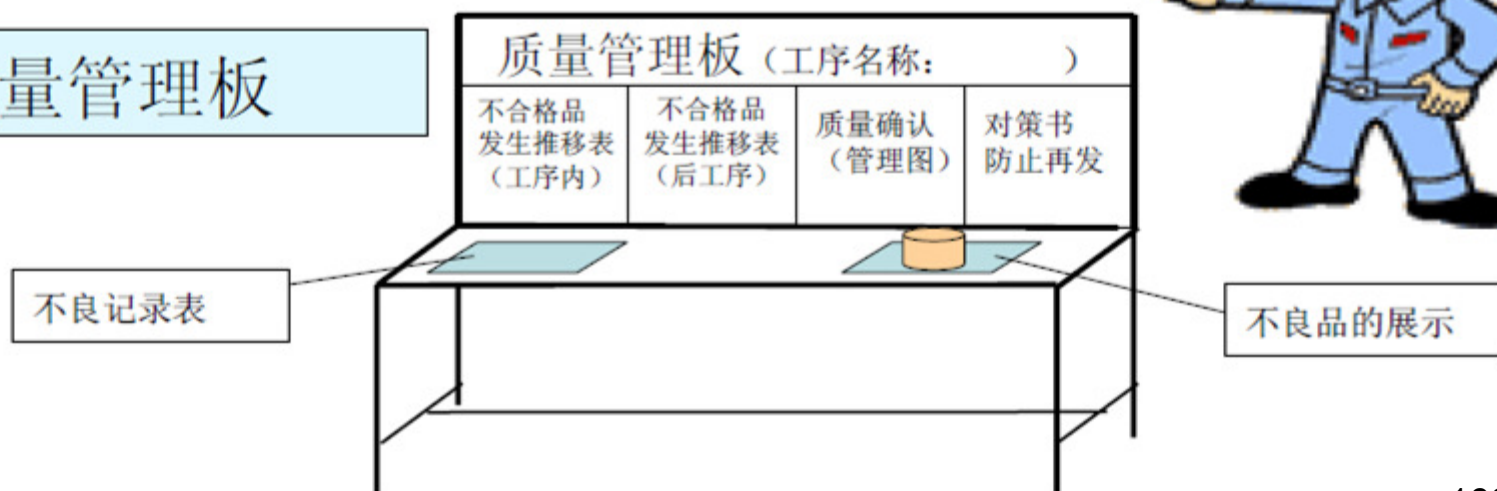 量管理板
质量管理板（工序名称：　　　）
不合格品
发生推移表
（工序内）
不合格品
发生推移表
（后工序）
质量确认
（管理图）
对策书
防止再发
不良记录表
不良品的展示